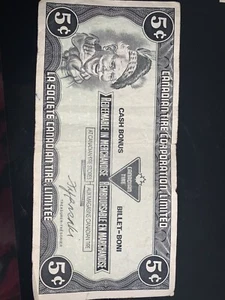 5¢ CANADIAN TIRE CORPORATION LIMITED 5¢
CASH BONUS
CANADIAN
TIRE
BILLET-BONI
REDEEMABLE IN MERCHANDISE
REMBOURSABLE EN MARCHANDISE
5¢ LA SOCIÉTÉ CANADIAN TIRE LIMITÉE 5¢